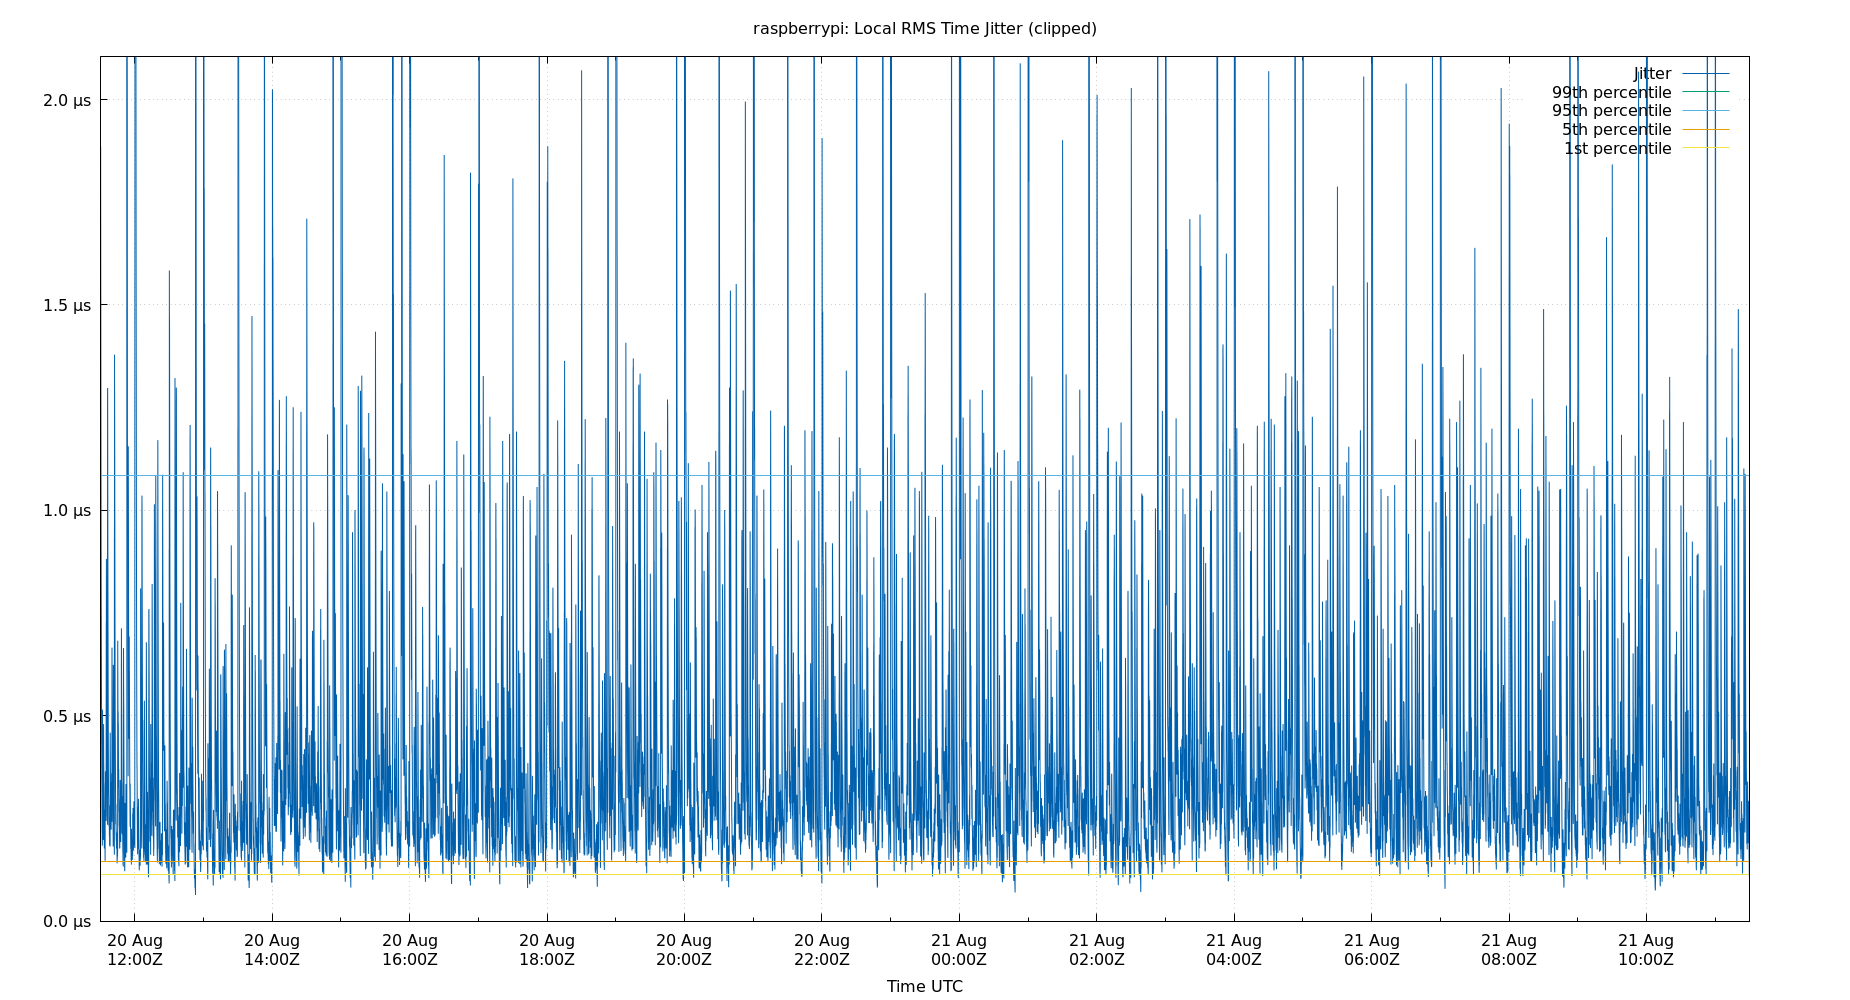 raspberrypi: Local RMS Time Jitter (clipped)
Jitter
99th percentile
95th percentile
5th percentile
1st percentile
2.0 µs
1.5 µs
1.0 µs
0.5 µs
0.0 µs
20 Aug 20 Aug 20 Aug 20 Aug 20 Aug 20 Aug 21 Aug 21 Aug 21 Aug 21 Aug 21 Aug 21 Aug
12:00Z 14:00Z 16:00Z 18:00Z 20:00Z 22:00Z 00:00Z 02:00Z 04:00Z 06:00Z 08:00Z 10:00Z
Time UTC